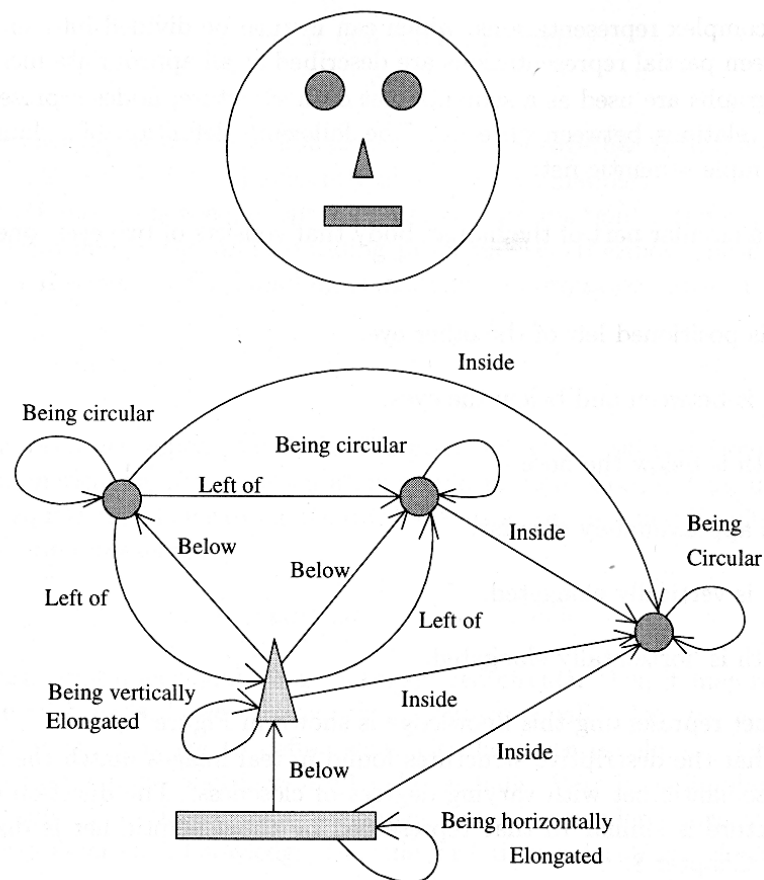 Inside
Being circular
Being circular
Left of
Inside
Being
Circular
Below
Below
Left of
Left of
Being vertically
Elongated
Inside
Inside
Below
Being horizontally
Elongated